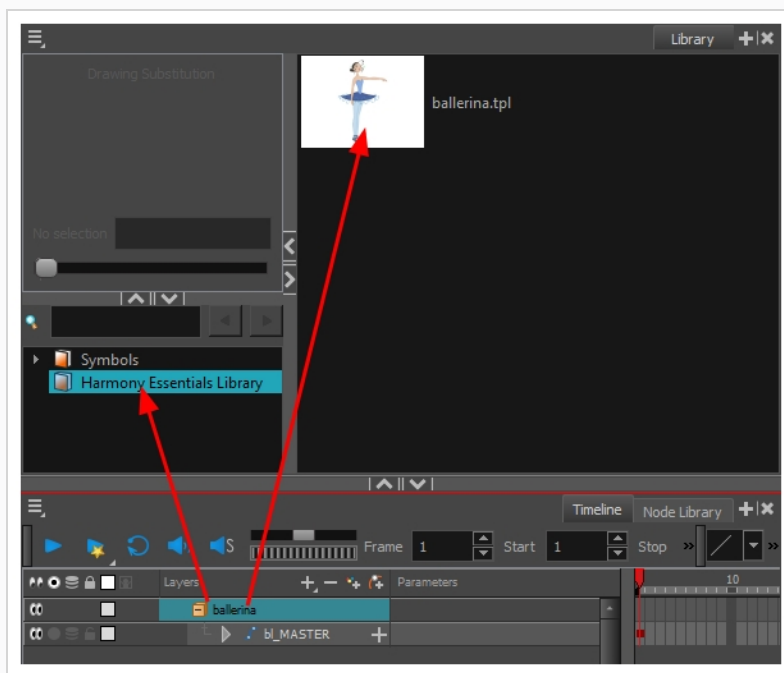 Library
Drawing Substitution
ballerina.tpl
No selection
Symbols
Harmony Essentials Library
Timeline Node Library
S Frame 1 Start 1 Stop »
Layers Parameters 10
ballerina
bl_MASTER